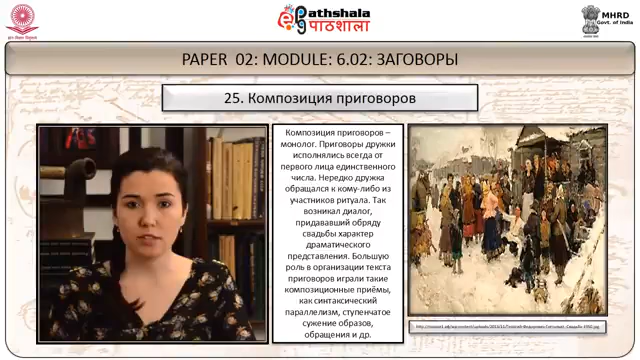 ePathshala
पाठशाला
MHRD
Govt. of India
PAPER 02: MODULE: 6.02: ЗАГОВОРЫ
25. Композиция приговоров
Композиция приговоров –
монолог. Приговоры дружки
исполнялись всегда от
первого лица единственного
числа. Нередко дружка
обращался к кому-либо из
участников ритуала. Так
возникал диалог,
придававший обряду
свадьбы характер
драматического
представления. Большую
роль в организации текста
приговоров играли такие
композиционные приёмы,
как синтаксический
параллелизм, ступенчатое
сужение образов,
обращения и др.